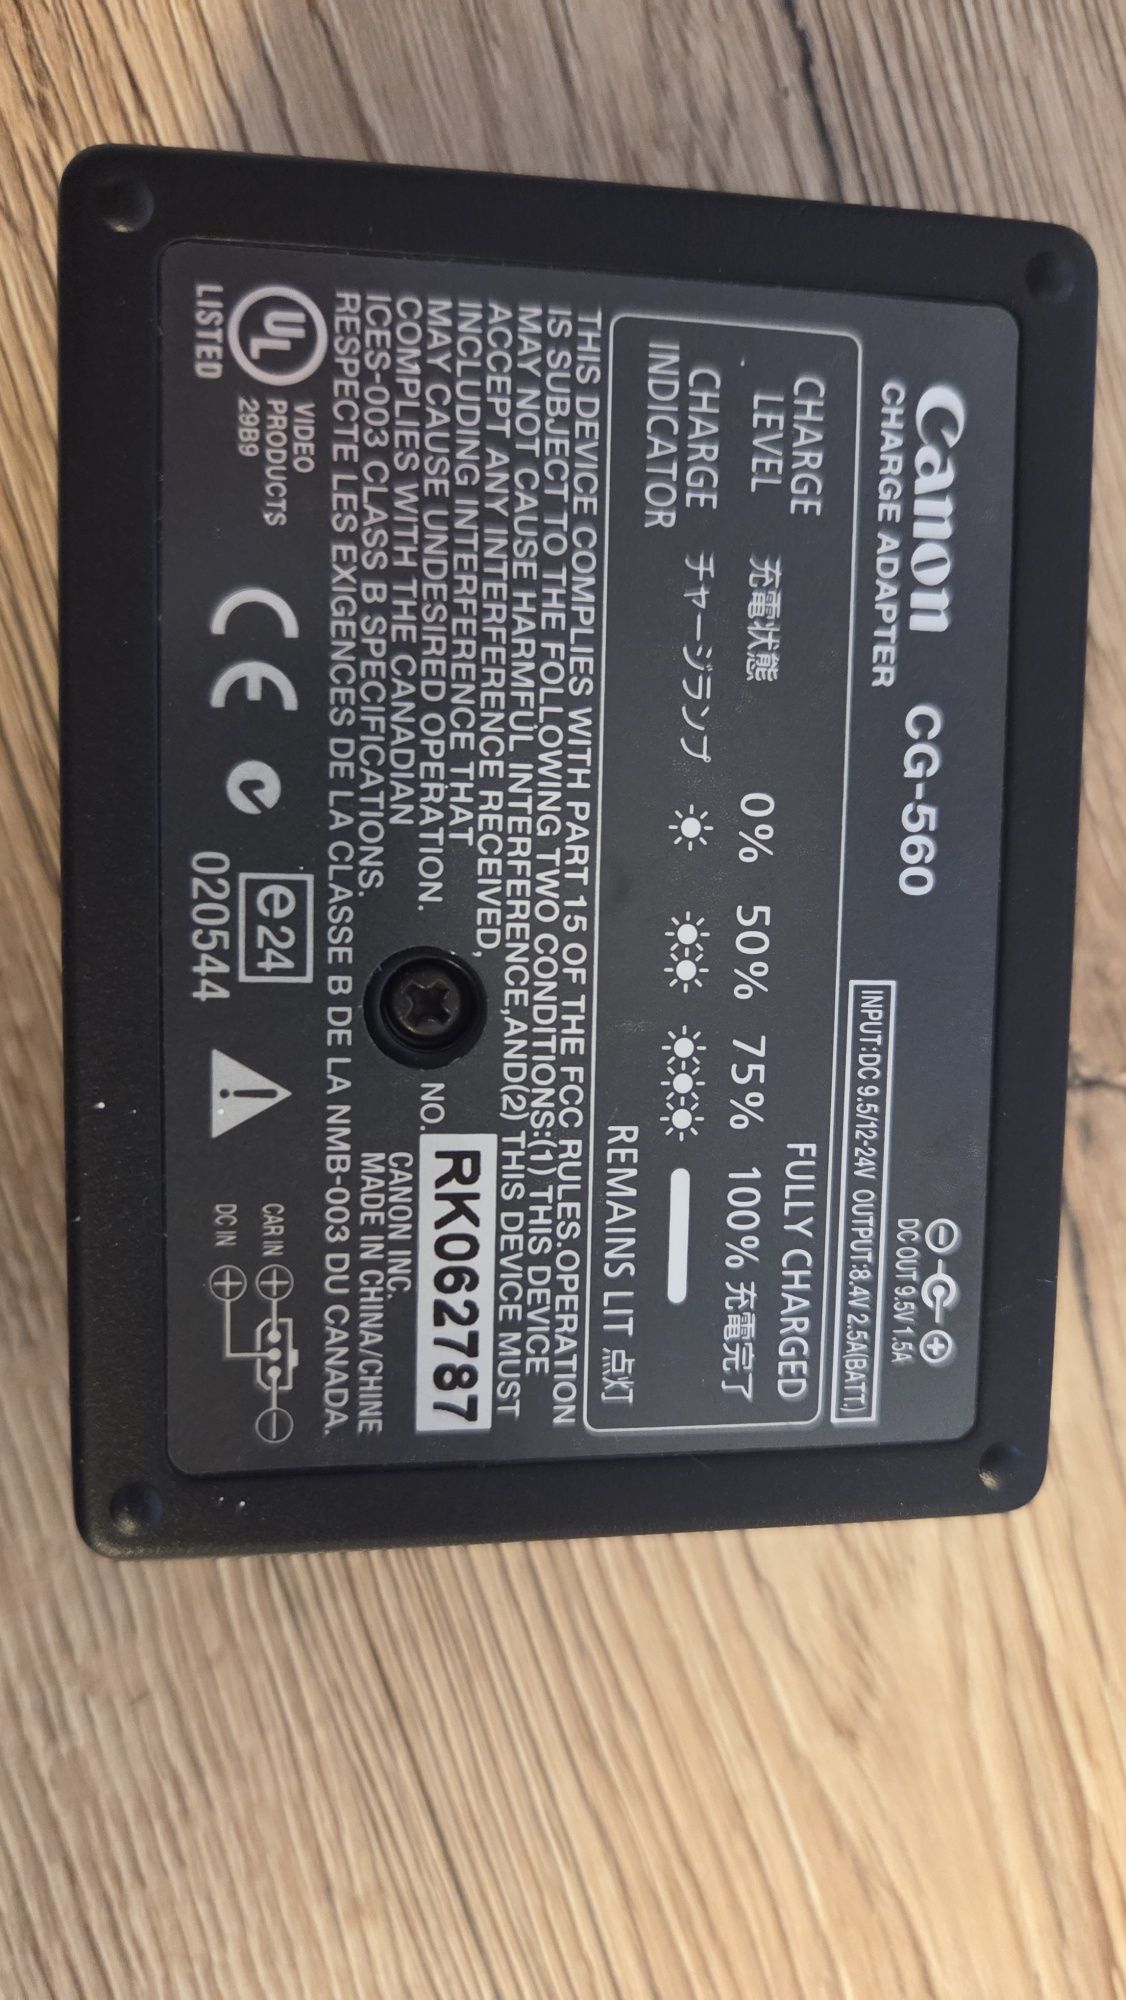 Canon CG-560
CHARGE ADAPTER
DC OUT 9.5V 1.5A
INPUT:DC 9.5/12-24V OUTPUT:8.4V 2.5A(BATT.)
FULLY CHARGED
CHARGE
LEVEL 充電状態 0% 50% 75% 100% 充電完了
CHARGE
INDICATOR チャージランプ
REMAINS LIT 点灯
THIS DEVICE COMPLIES WITH PART 15 OF THE FCC RULES.OPERATION
IS SUBJECT TO THE FOLLOWING TWO CONDITIONS:(1) THIS DEVICE
MAY NOT CAUSE HARMFUL INTERFERENCE,AND(2) THIS DEVICE MUST
ACCEPT ANY INTERFERENCE RECEIVED,
INCLUDING INTERFERENCE THAT
MAY CAUSE UNDESIRED OPERATION.
NO. RK062787
COMPLIES WITH THE CANADIAN
ICES-003 CLASS B SPECIFICATIONS.
CANON INC.
MADE IN CHINA/CHINE
RESPECTE LES EXIGENCES DE LA CLASSE B DE LA NMB-003 DU CANADA.
UL
LISTED
VIDEO
PRODUCTS
29B9
CE
e24
020544
CAR IN
DC IN